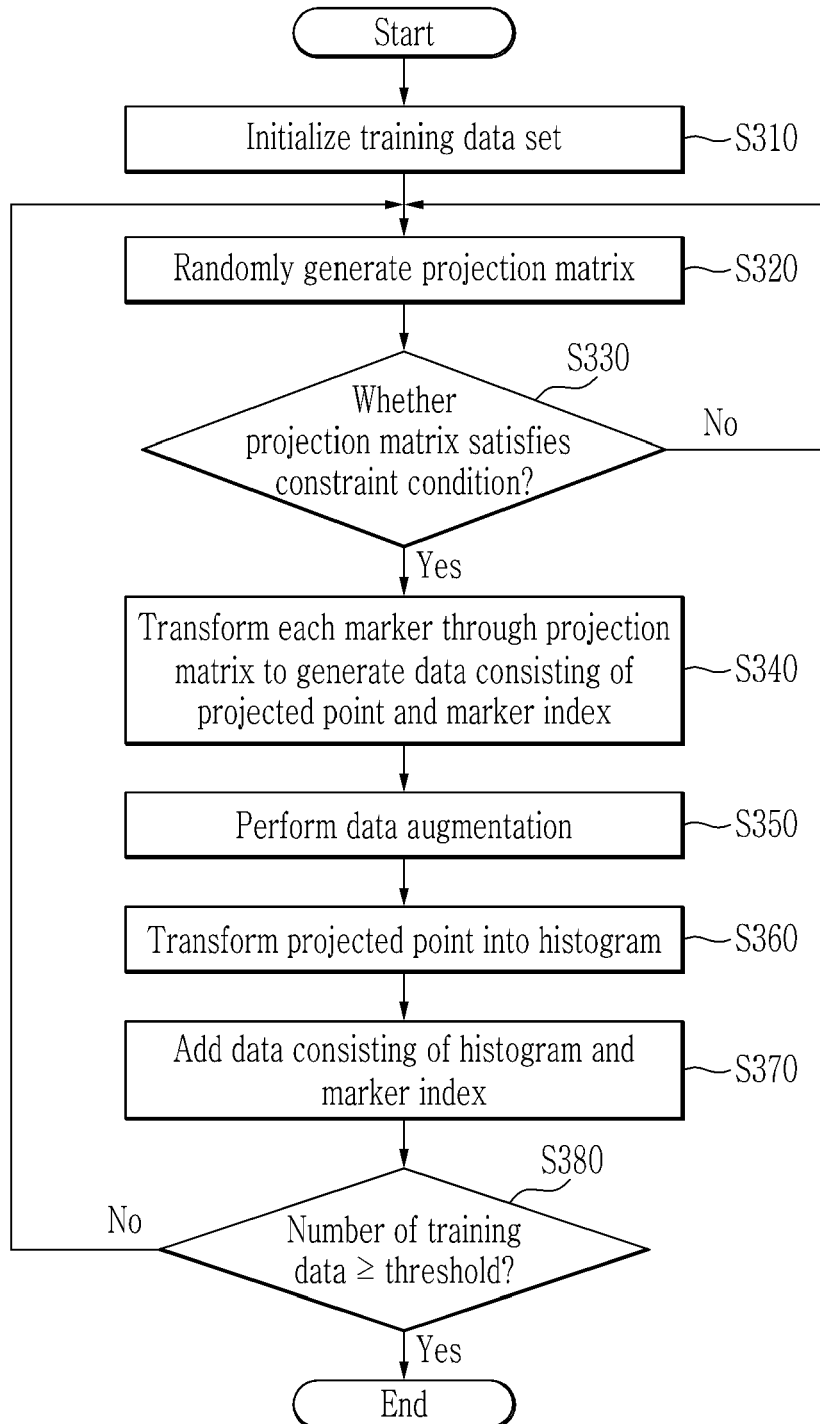 Start
Initialize training data set
S310
Randomly generate projection matrix
S320
S330
Whether
projection matrix satisfies
constraint condition?
No
Yes
Transform each marker through projection
matrix to generate data consisting of
projected point and marker index
S340
Perform data augmentation
S350
Transform projected point into histogram
S360
Add data consisting of histogram and
marker index
S370
S380
No
Number of training
data ≥ threshold?
Yes
End